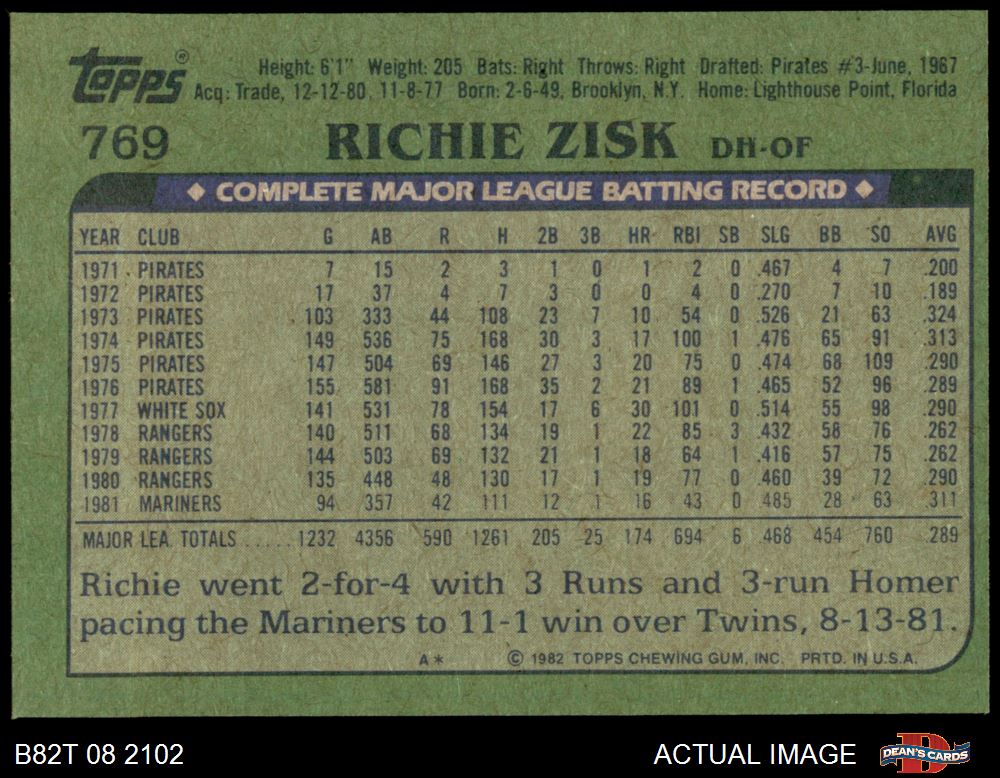 Topps® Height: 6'1" Weight: 205 Bats: Right Throws: Right Drafted: Pirates #3-June, 1967
Acq: Trade, 12-12-80, 11-8-77 Born: 2-6-49, Brooklyn, N.Y. Home: Lighthouse Point, Florida
769 RICHIE ZISK DH-OF
◆ COMPLETE MAJOR LEAGUE BATTING RECORD ◆
YEAR CLUB G AB R H 2B 3B HR RBI SB SLG BB SO AVG
1971 PIRATES 7 15 2 3 1 0 1 2 0 .467 4 7 .200
1972 PIRATES 17 37 4 7 3 0 0 4 0 .270 7 10 .189
1973 PIRATES 103 333 44 108 23 7 10 54 0 .526 21 63 .324
1974 PIRATES 149 536 75 168 30 3 17 100 1 .476 65 91 .313
1975 PIRATES 147 504 69 146 27 3 20 75 0 .474 68 109 .290
1976 PIRATES 155 581 91 168 35 2 21 89 1 .465 52 96 .289
1977 WHITE SOX 141 531 78 154 17 6 30 101 0 .514 55 98 .290
1978 RANGERS 140 511 68 134 19 1 22 85 3 .432 58 76 .262
1979 RANGERS 144 503 69 132 21 1 18 64 1 .416 57 75 .262
1980 RANGERS 135 448 48 130 17 1 19 77 0 .460 39 72 .290
1981 MARINERS 94 357 42 111 12 1 16 43 0 .485 28 63 .311
MAJOR LEA. TOTALS ..... 1232 4356 590 1261 205 25 174 694 6 .468 454 760 .289
Richie went 2-for-4 with 3 Runs and 3-run Homer
pacing the Mariners to 11-1 win over Twins, 8-13-81.
A* © 1982 TOPPS CHEWING GUM, INC. PRTD. IN U.S.A.
B82T 08 2102 ACTUAL IMAGE DEAN'S CARDS